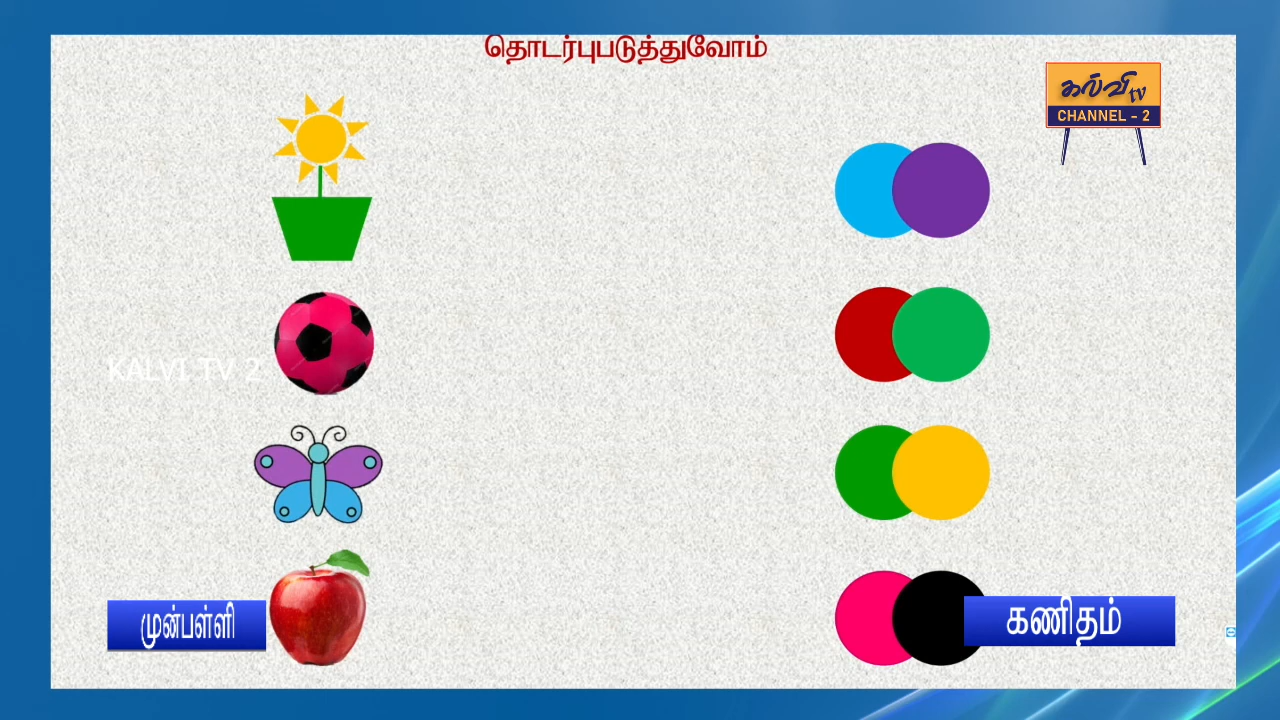 தொடர்புபடுத்துவோம்
கல்வி tv
CHANNEL - 2
KALVI TV 2
முன்பள்ளி
கணிதம்